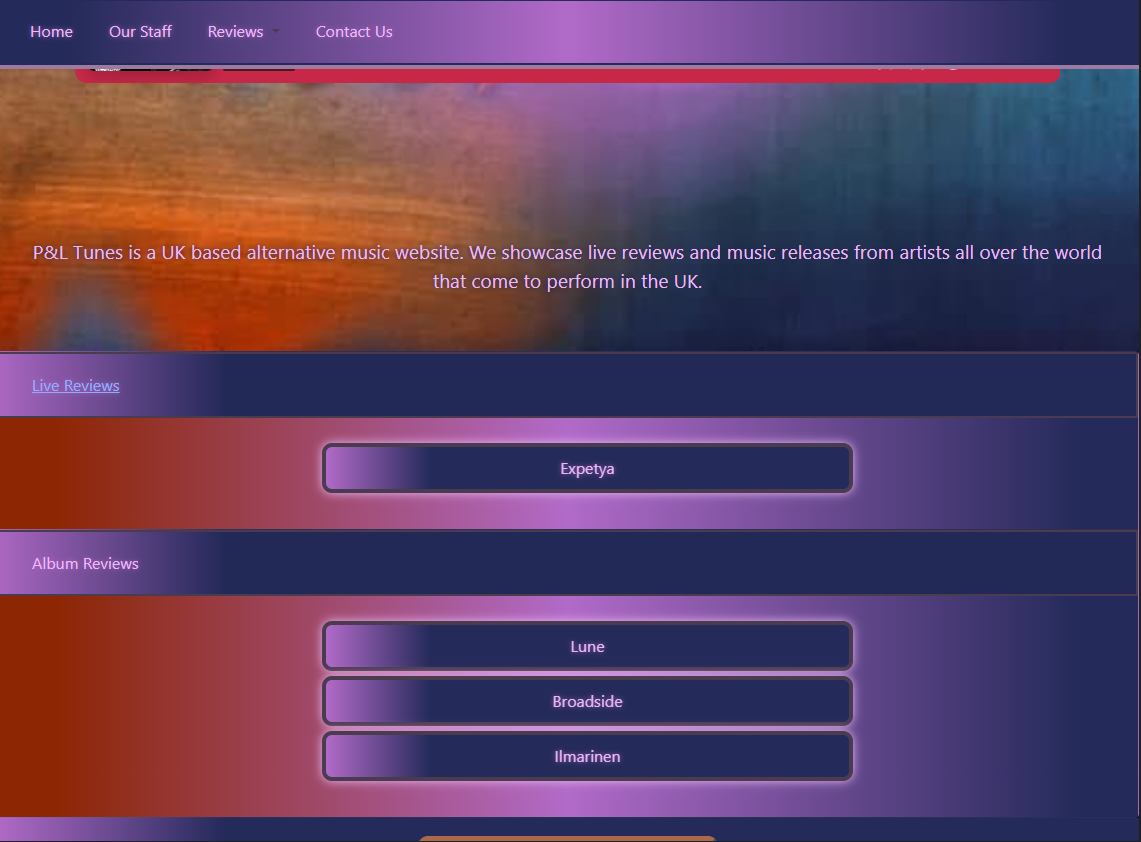 Home Our Staff Reviews Contact Us
P&L Tunes is a UK based alternative music website. We showcase live reviews and music releases from artists all over the world
that come to perform in the UK.
Live Reviews
Expetya
Album Reviews
Lune
Broadside
Ilmarinen